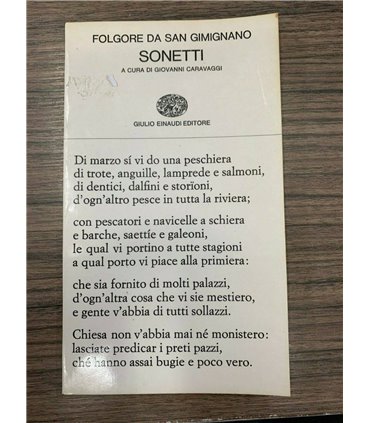 FOLGORE DA SAN GIMIGNANO
SONETTI
A CURA DI GIOVANNI CARAVAGGI
GIULIO EINAUDI EDITORE
Di marzo sí vi do una peschiera
di trote, anguille, lamprede e salmoni,
di dentici, dalfini e storïoni,
d'ogn'altro pesce in tutta la riviera;
con pescatori e navicelle a schiera
e barche, saettíe e galeoni,
le qual vi portino a tutte stagioni
a qual porto vi piace alla primiera:
che sia fornito di molti palazzi,
d'ogn'altra cosa che vi sie mestiero,
e gente v'abbia di tutti sollazzi.
Chiesa non v'abbia mai né monistero:
lasciate predicar i preti pazzi,
ché hanno assai bugie e poco vero.